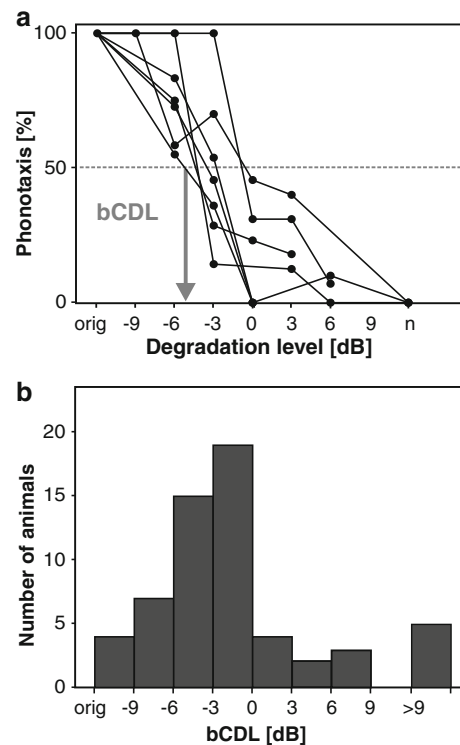 a
100
50
0
Phonotaxis [%]
bCDL
orig -9 -6 -3 0 3 6 9 n
Degradation level [dB]
b
20
15
10
5
0
Number of animals
orig -9 -6 -3 0 3 6 9 >9
bCDL [dB]